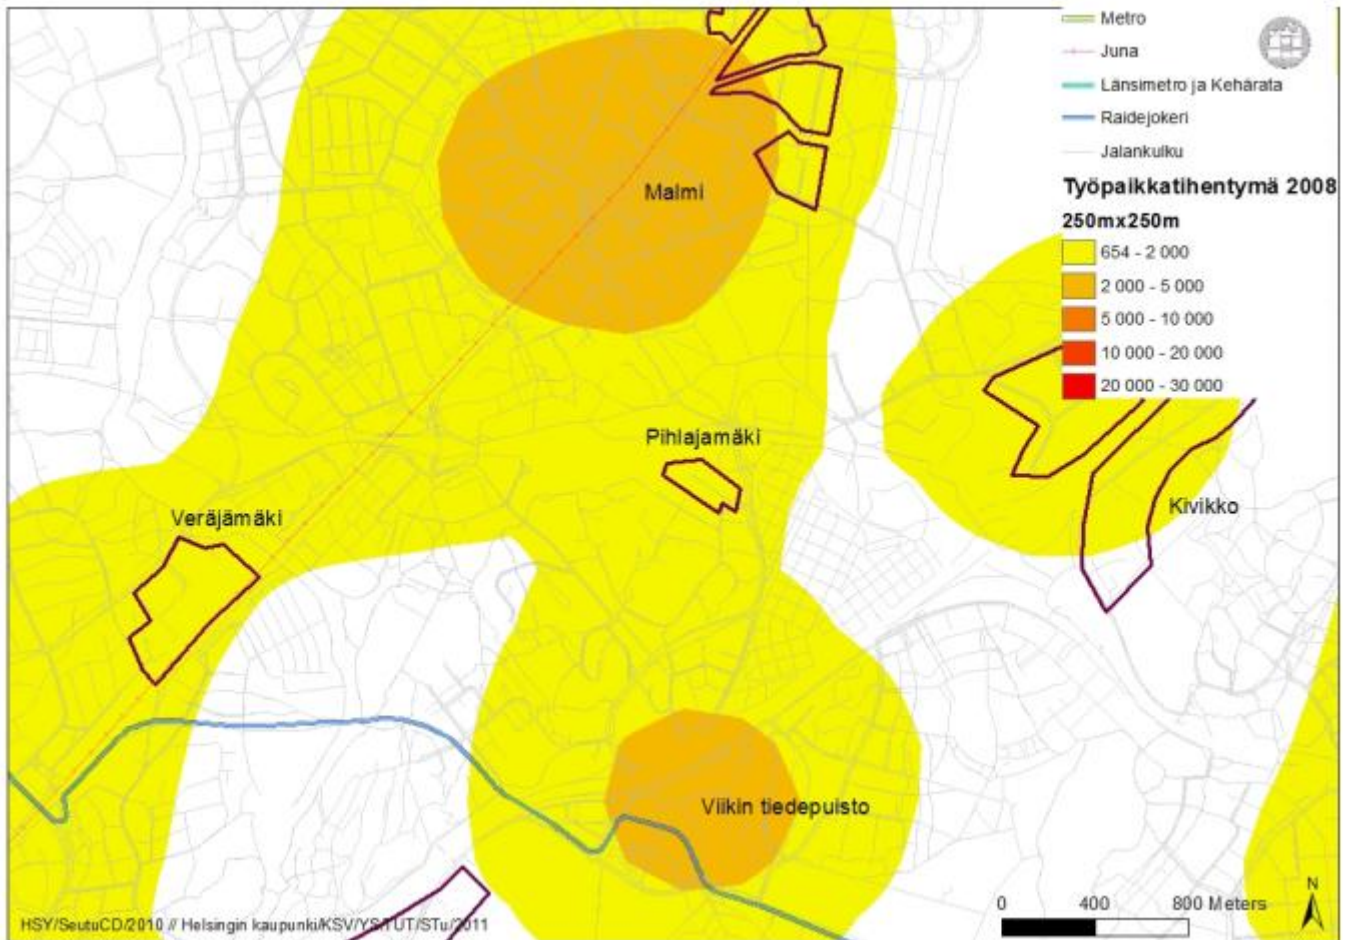 Metro
Juna
Länsimetro ja Kehärata
Raidejokeri
Jalankulku
Työpaikkatihentymä 2008
250mx250m
654 - 2 000
2 000 - 5 000
5 000 - 10 000
10 000 - 20 000
20 000 - 30 000
Malmi
Pihlajamäki
Veräjämäki
Kivikko
Viikin tiedepuisto
0 400 800 Meters
N
HSY/SeutuCD/2010 // Helsingin kaupunki/KSV/YS/TUT/STu/2011